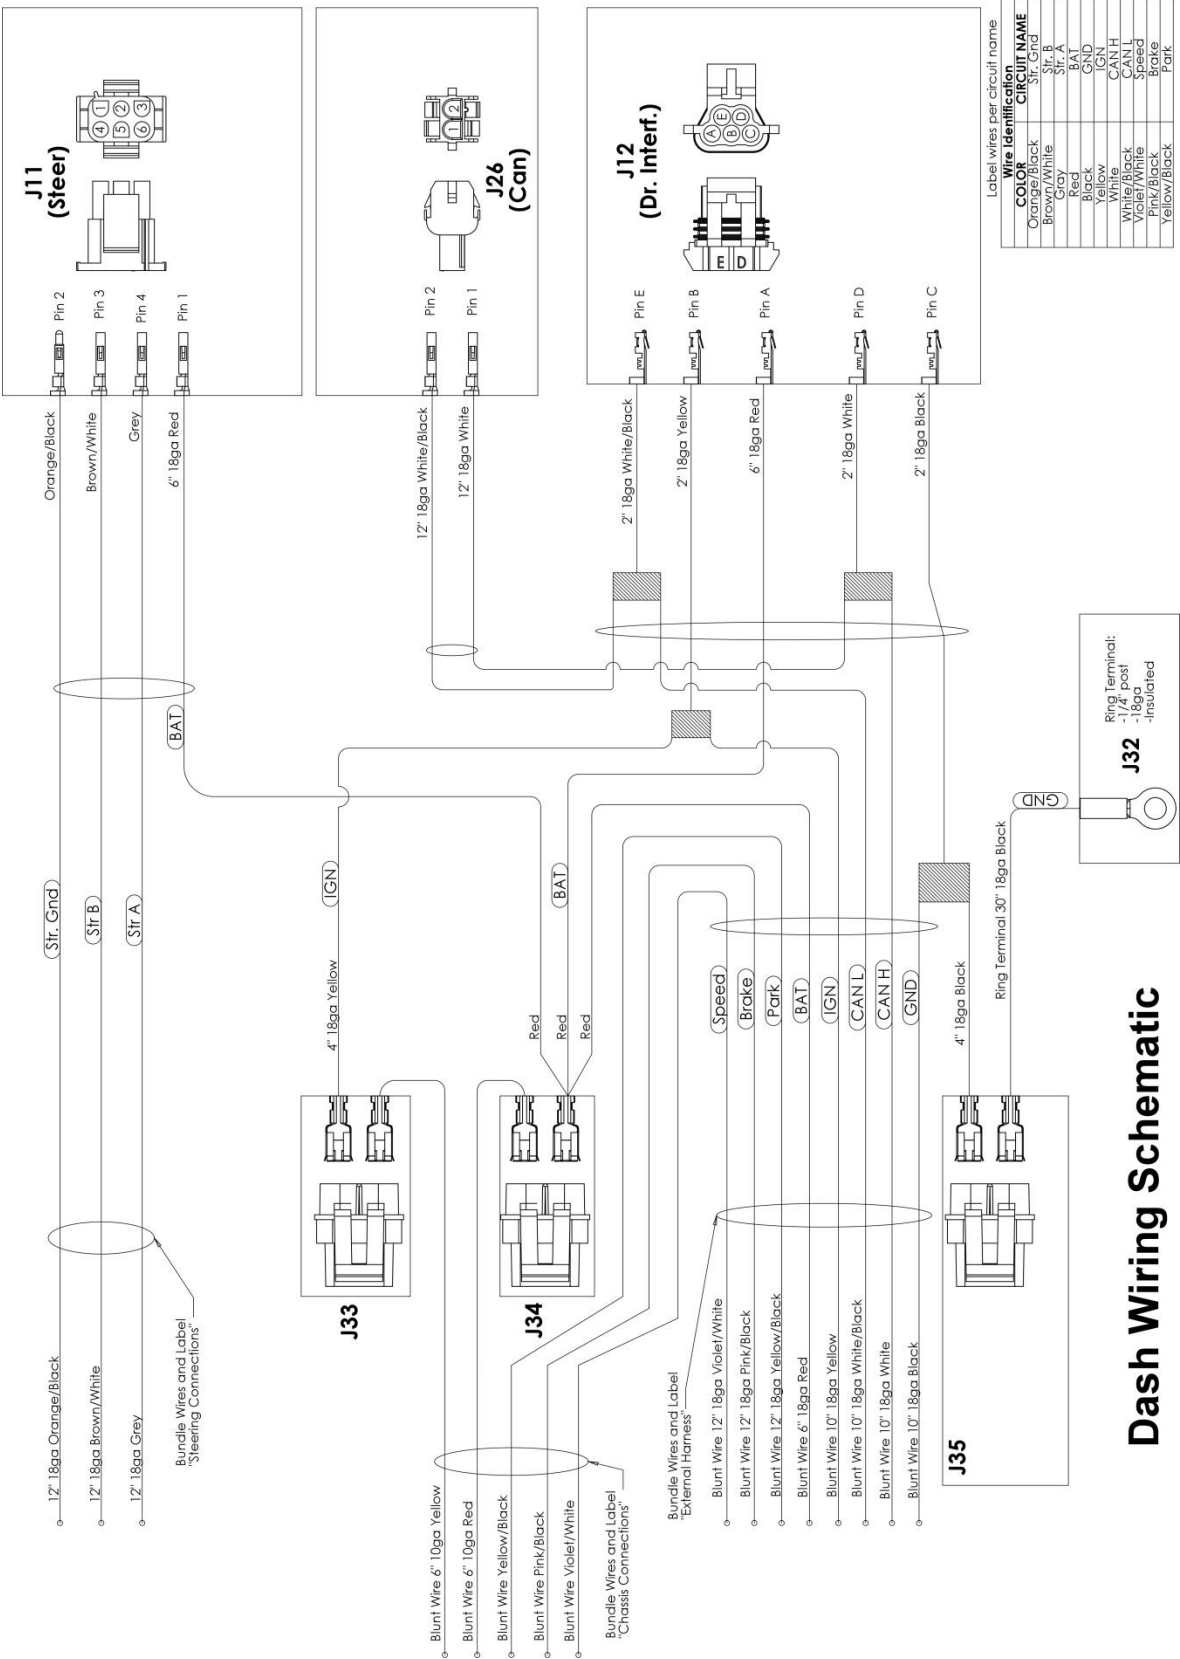 J11
(Steer)
4 1
5 2
6 3
Pin 2
Pin 3
Pin 4
Pin 1
Orange/Black
Brown/White
Grey
6" 18ga Red
BAT
Str. Gnd
Str B
Str A
12" 18ga Orange/Black
12" 18ga Brown/White
12" 18ga Grey
Bundle Wires and Label
"Steering Connections"
J26
(Can)
1 2
Pin 2
Pin 1
12" 18ga White/Black
12" 18ga White
IGN
4" 18ga Yellow
J33
J12
(Dr. Interf.)
A
E
B
D
C
E D
Pin E
Pin B
Pin A
Pin D
Pin C
2" 18ga White/Black
2" 18ga Yellow
6" 18ga Red
2" 18ga White
2" 18ga Black
BAT
Red
Red
Red
J34
Blunt Wire 6" 10ga Yellow
Blunt Wire 6" 10ga Red
Blunt Wire Yellow/Black
Blunt Wire Pink/Black
Blunt Wire Violet/White
Bundle Wires and Label
"Chassis Connections"
Speed
Brake
Park
BAT
IGN
CAN L
CAN H
GND
Bundle Wires and Label
"External Harness"
Blunt Wire 12" 18ga Violet/White
Blunt Wire 12" 18ga Pink/Black
Blunt Wire 12" 18ga Yellow/Black
Blunt Wire 6" 18ga Red
Blunt Wire 10" 18ga Yellow
Blunt Wire 10" 18ga White/Black
Blunt Wire 10" 18ga White
Blunt Wire 10" 18ga Black
4" 18ga Black
Ring Terminal 30" 18ga Black
J35
GND
J32
Ring Terminal:
-1/4" post
-18ga
-Insulated
Label wires per circuit name
Wire Identification
COLOR CIRCUIT NAME
Orange/Black Str. Gnd
Brown/White Str. B
Gray Str. A
Red BAT
Black GND
Yellow IGN
White CAN H
White/Black CAN L
Violet/White Speed
Pink/Black Brake
Yellow/Black Park
Dash Wiring Schematic